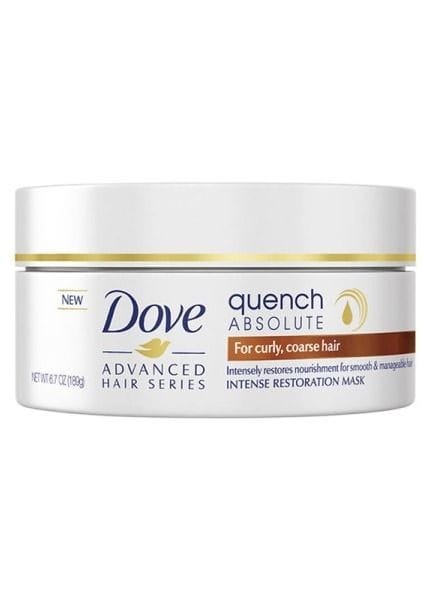 NEW
Dove
ADVANCED
HAIR SERIES
NET WT 6.7 OZ (189g)
quench
ABSOLUTE
For curly, coarse hair
Intensely restores nourishment for smooth & manageable hair
INTENSE RESTORATION MASK